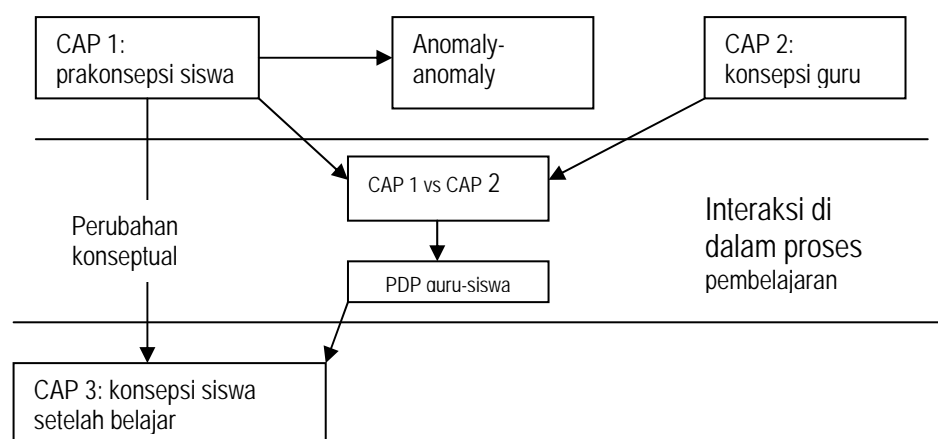 CAP 1:
prakonsepsi siswa
Anomaly-
anomaly
CAP 2:
konsepsi guru
CAP 1 vs CAP 2
Perubahan
konseptual
Interaksi di
dalam proses
pembelajaran
PDP guru-siswa
CAP 3: konsepsi siswa
setelah belajar